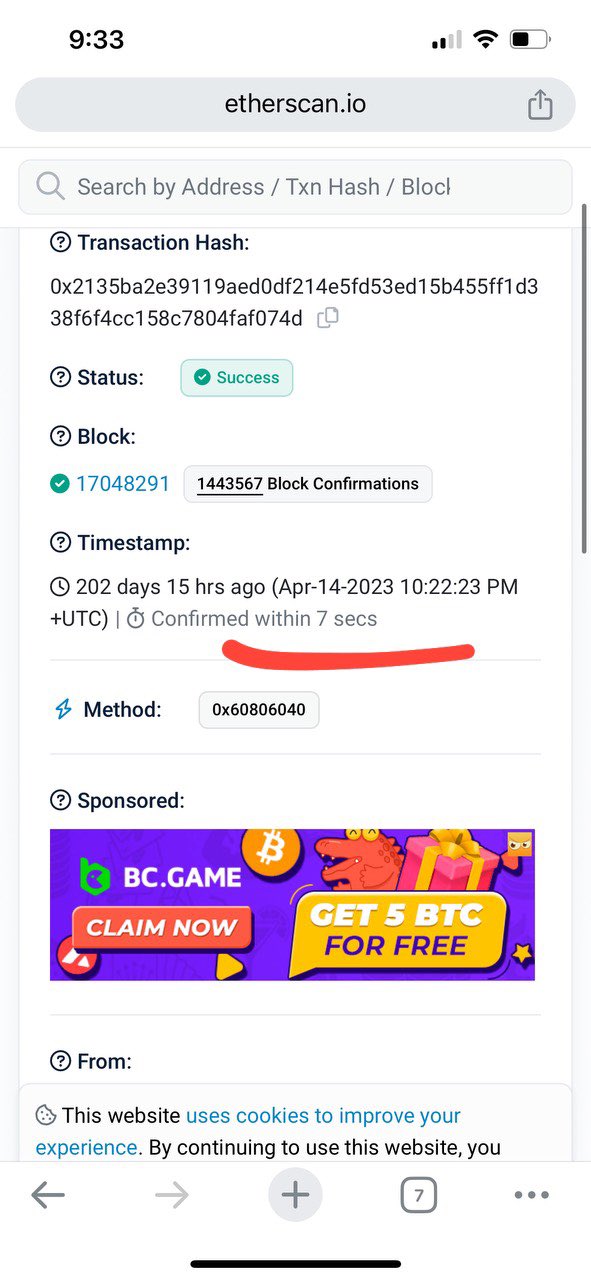 9:33
etherscan.io
Search by Address / Txn Hash / Block
Transaction Hash:
0x2135ba2e39119aed0df214e5fd53ed15b455ff1d3
38f6f4cc158c7804faf074d
Status: Success
Block:
17048291 1443567 Block Confirmations
Timestamp:
202 days 15 hrs ago (Apr-14-2023 10:22:23 PM
+UTC) | Confirmed within 7 secs
Method: 0x60806040
Sponsored:
BC.GAME
CLAIM NOW
GET 5 BTC
FOR FREE
From:
This website uses cookies to improve your
experience. By continuing to use this website, you
7